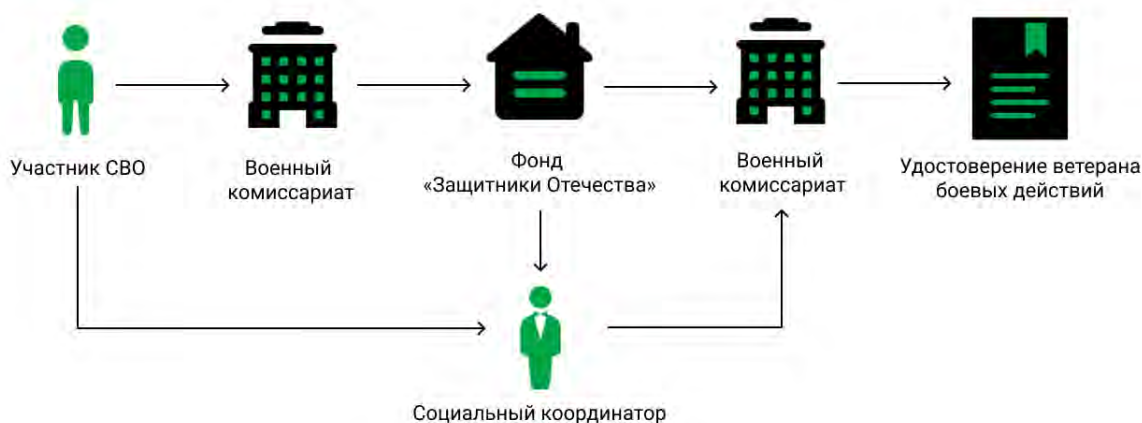 Участник СВО
Военный
комиссариат
Фонд
«Защитники Отечества»
Военный
комиссариат
Удостоверение ветерана
боевых действий
Социальный координатор